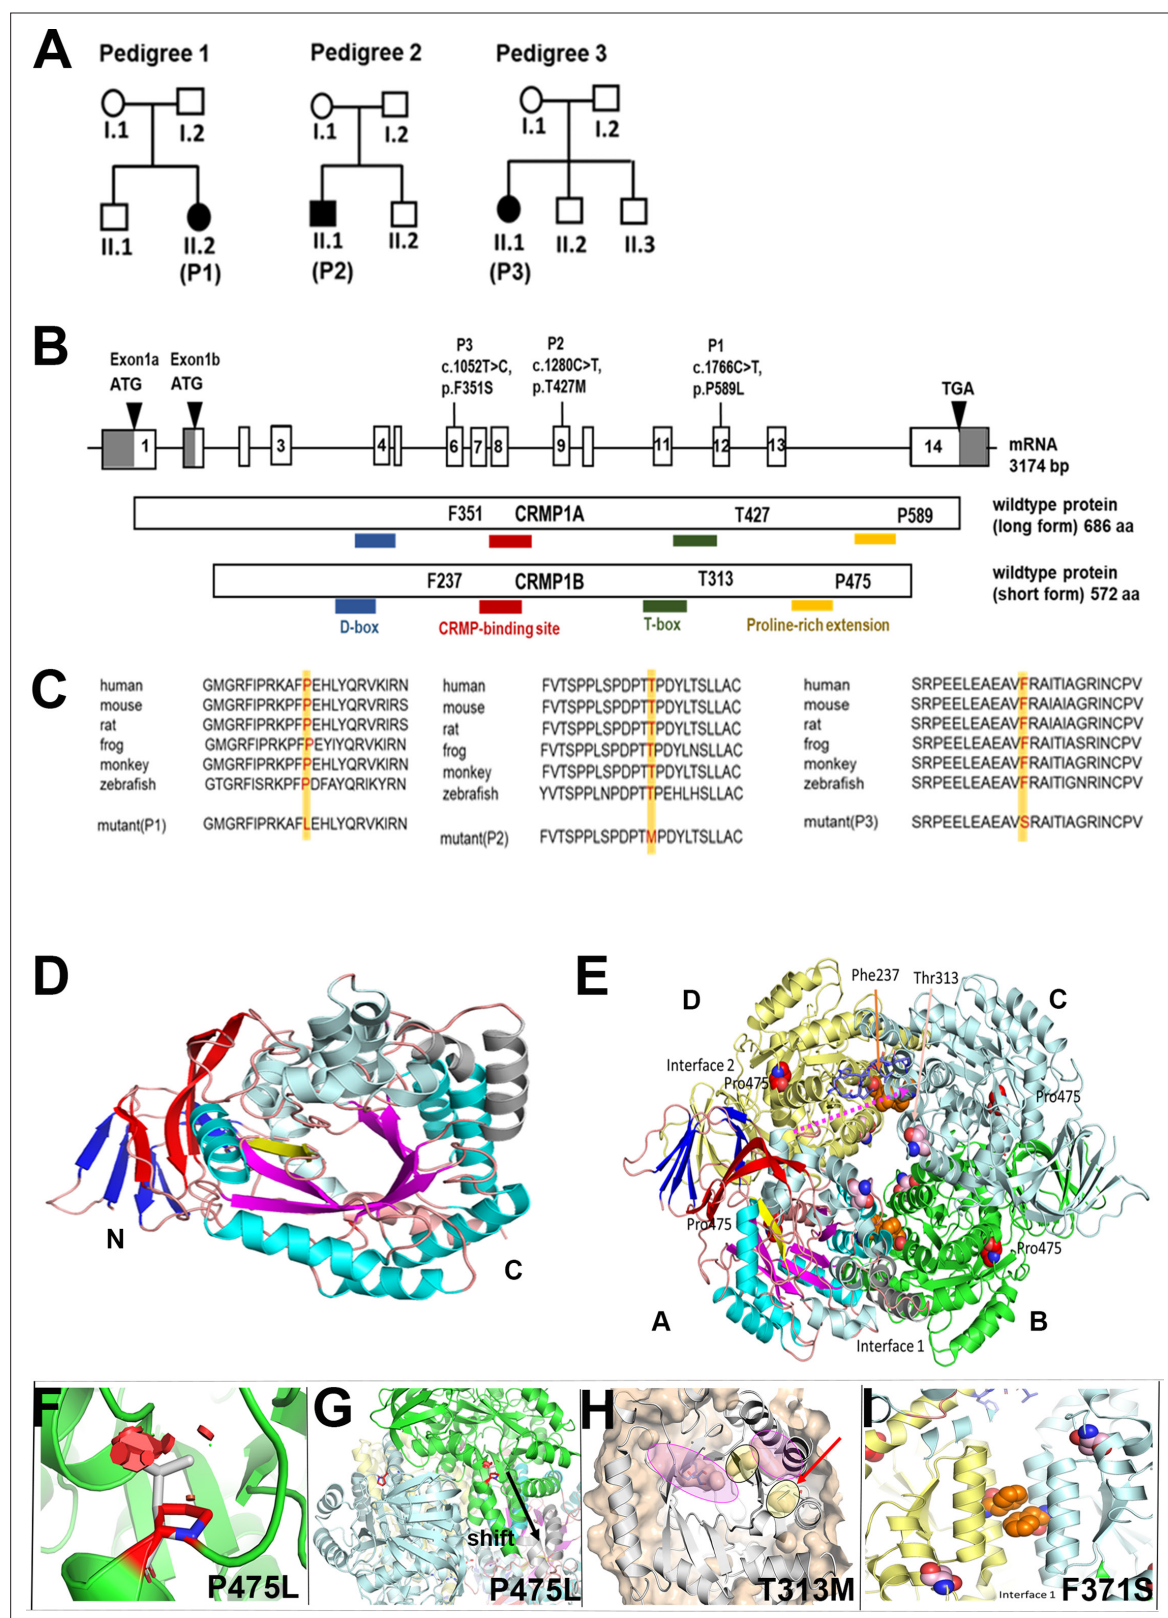 A
Pedigree 1
Pedigree 2
Pedigree 3
I.1
I.2
I.1
I.2
I.1
I.2
II.1
II.2
(P1)
II.1
(P2)
II.2
II.1
(P3)
II.2
II.3
B
Exon1a
ATG
Exon1b
ATG
P3
c.1052T>C,
p.F351S
P2
c.1280C>T,
p.T427M
P1
c.1766C>T,
p.P589L
TGA
1
3
4
6
7
8
9
11
12
13
14
mRNA
3174 bp
F351
CRMP1A
T427
P589
wildtype protein
(long form) 686 aa
F237
CRMP1B
T313
P475
wildtype protein
(short form) 572 aa
D-box
CRMP-binding site
T-box
Proline-rich extension
C
human GMGRFIPRKAFPEHLYQRVKIRN
mouse GMGRFIPRKAFPEHLYQRVRIRS
rat GMGRFIPRKAFPEHLYQRVRIRS
frog GMGRFIPRKPFPEYIYQRVKIRN
monkey GMGRFIPRKAFPEHLYQRVKIRN
zebrafish GTGRFISRKPFPDFAYQRIKYRN
mutant(P1) GMGRFIPRKAFLEHLYQRVKIRN
human FVTSPPLSPDPTTPDYLTSLLAC
mouse FVTSPPLSPDPTTPDYLTSLLAC
rat FVTSPPLSPDPTTPDYLTSLLAC
frog FVTSPPLSPDPTTPDYLNSLLAC
monkey FVTSPPLSPDPTTPDYLTSLLAC
zebrafish YVTSPPLNPDPTTPEHLHSLLAC
mutant(P2) FVTSPPLSPDPTMPDYLTSLLAC
human SRPEELEAEAVFRAITIAGRINCPV
mouse SRPEELEAEAVFRAIAIAGRINCPV
rat SRPEELEAEAVFRAIAIAGRINCPV
frog SRPEELEAEAVFRAITIASRINCPV
monkey SRPEELEAEAVFRAITIAGRINCPV
zebrafish SRPEELEAEAVFRAITIGNRINCPV
mutant(P3) SRPEELEAEAVSRAITIAGRINCPV
D
N
C
E
Phe237
Thr313
D
C
Interface 2
Pro475
Pro475
Pro475
Pro475
A
B
Interface 1
F
P475L
G
shift
P475L
H
T313M
I
Interface 1
F371S